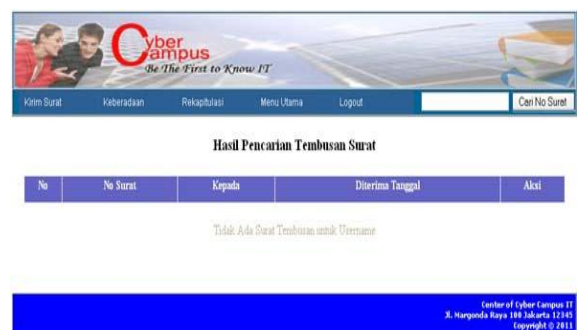 Cyber
Campus
Be The First to Know IT
Kirim Surat Keberadaan Rekapitulasi Menu Utama Logout Cari No Surat
Hasil Pencarian Tembusan Surat
No No Surat Kepada Diterima Tanggal Aksi
Tidak Ada Surat Tembusan untuk Username
Center of Cyber Campus IT
Jl. Margonda Raya 100 Jakarta 12345
Copyright © 2011